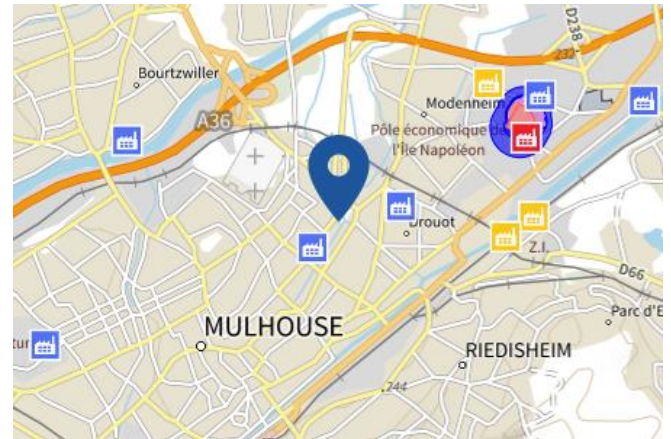 D238
232
Bourtzwiller
Modenheim
A36
Pôle économique de
l'Île Napoléon
Drouot
Z.I.
D66
Parc d'E
MULHOUSE
tur
RIEDISHEIM
244